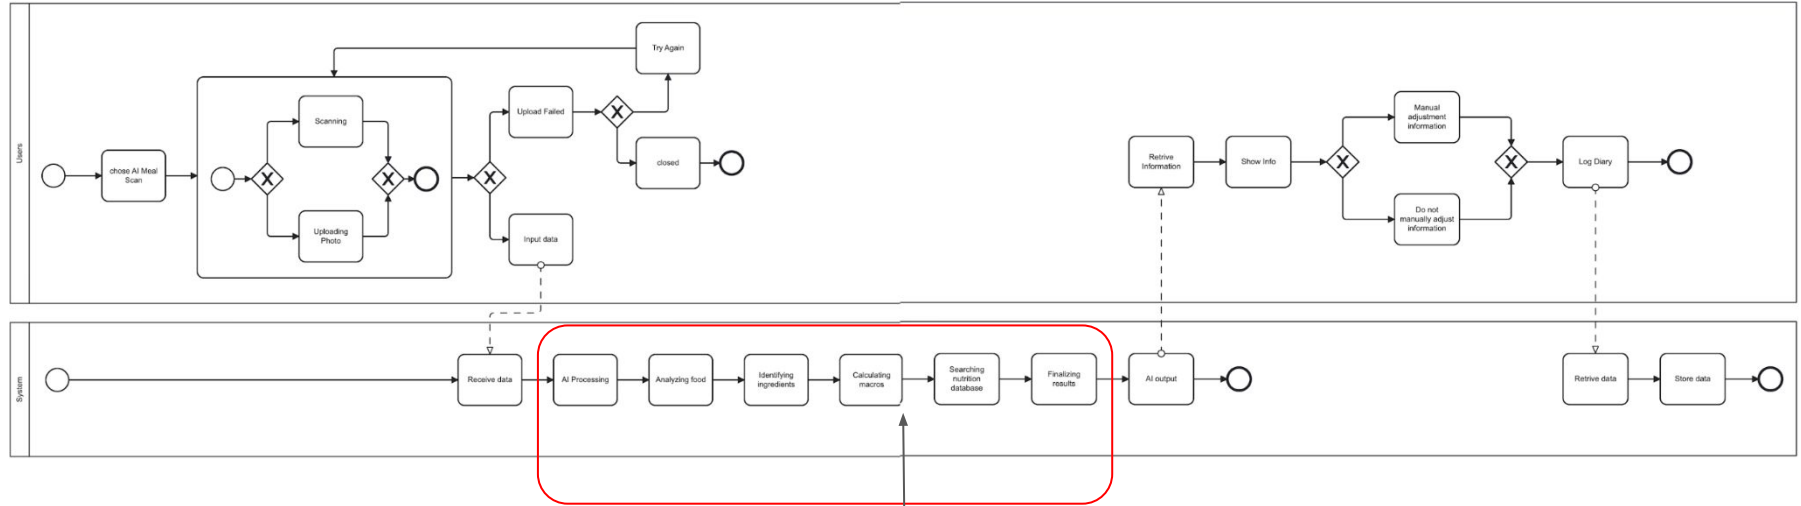 Users
chose AI Meal
Scan
Scanning
X
X
Uploading
Photo
X
Upload Failed
X
Try Again
closed
Input data
Retrive
Information
Show Info
X
Manual
adjustment
information
Do not
manually adjust
information
X
Log Diary
System
Receive data
AI Processing
Analyzing food
Identifying
ingredients
Calculating
macros
Searching
nutrition
database
Finalizing
results
AI output
Retrive data
Store data